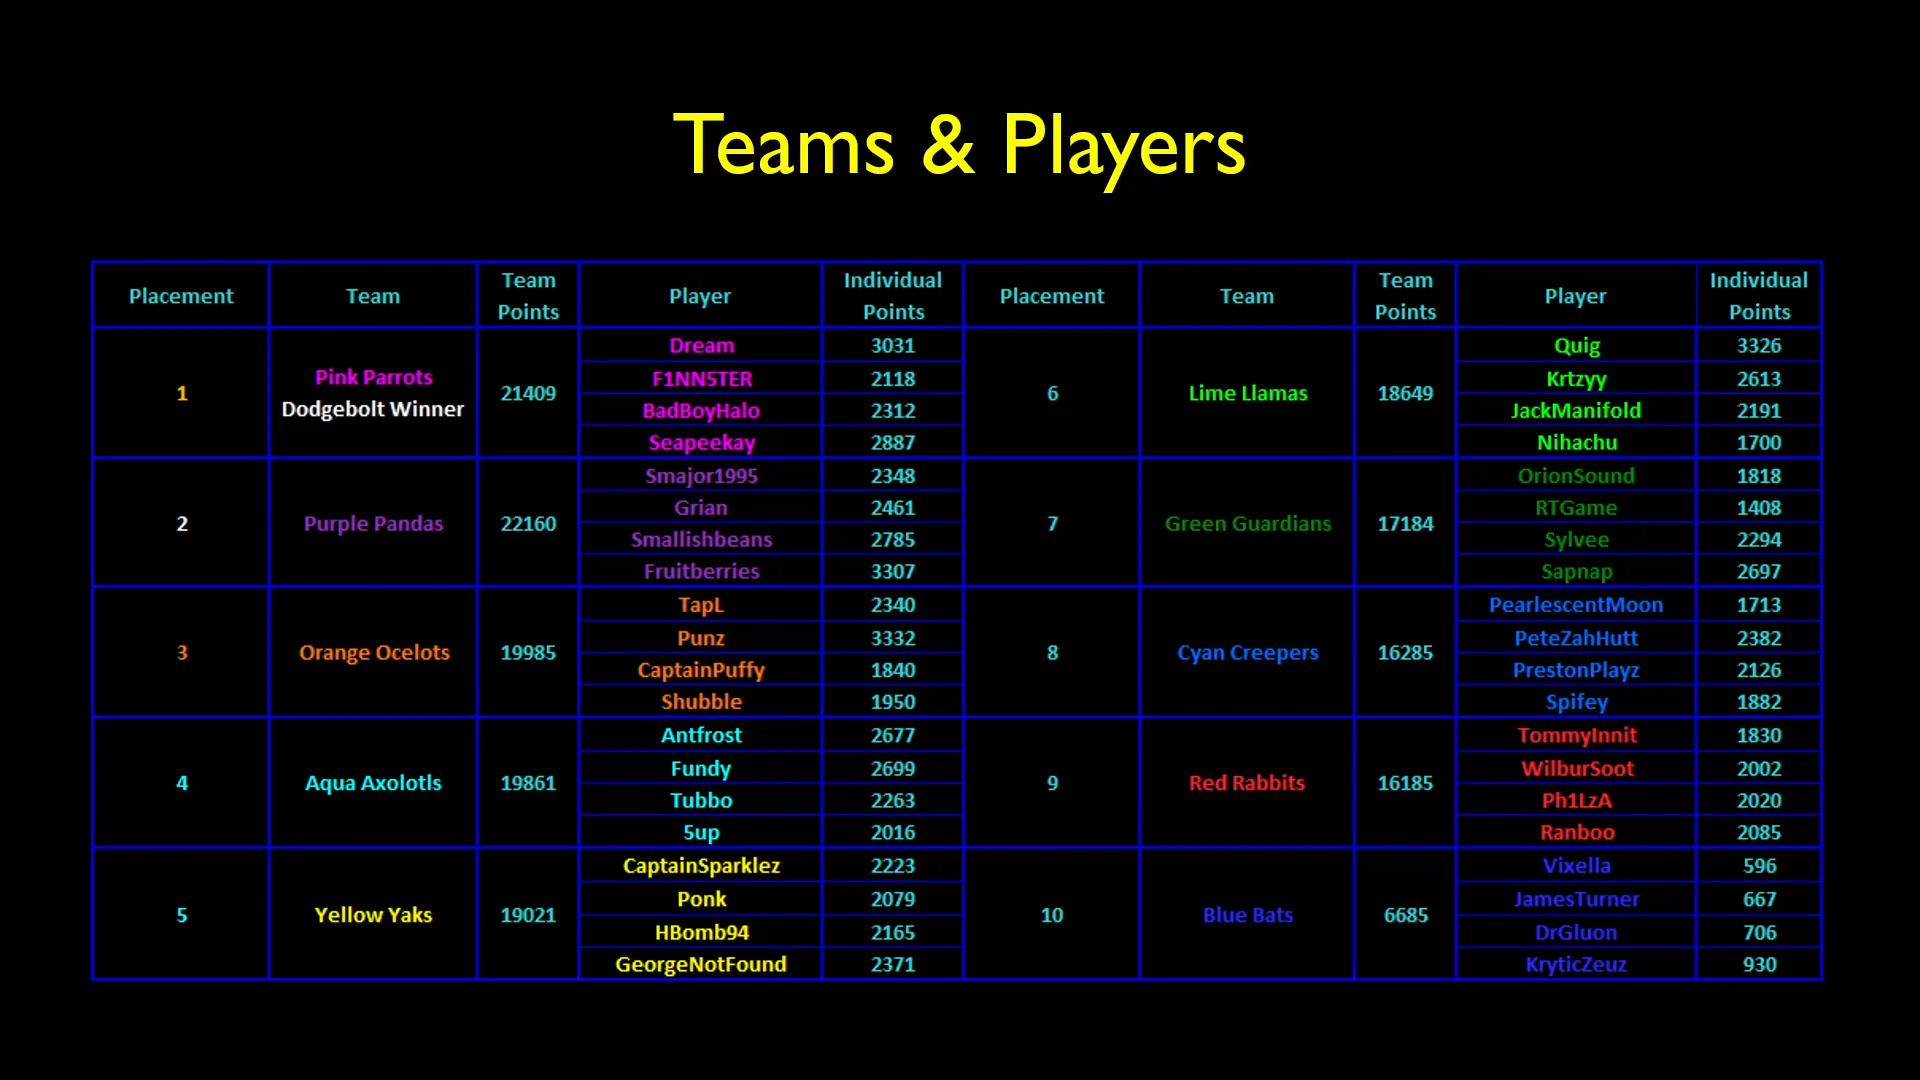 Teams & Players
Placement Team Team Points Player Individual Points Placement Team Team Points Player Individual Points
1 Pink Parrots Dodgebolt Winner 21409 Dream 3031 6 Lime Llamas 18649 Quig 3326
F1NN5TER 2118 Krtzyy 2613
BadBoyHalo 2312 JackManifold 2191
Seapeekay 2887 Nihachu 1700
2 Purple Pandas 22160 Smajor1995 2348 7 Green Guardians 17184 OrionSound 1818
Grian 2461 RTGame 1408
Smallishbeans 2785 Sylvee 2294
Fruitberries 3307 Sapnap 2697
3 Orange Ocelots 19985 TapL 2340 8 Cyan Creepers 16285 PearlescentMoon 1713
Punz 3332 PeteZahHutt 2382
CaptainPuffy 1840 PrestonPlayz 2126
Shubble 1950 Spifey 1882
4 Aqua Axolotls 19861 Antfrost 2677 9 Red Rabbits 16185 TommyInnit 1830
Fundy 2699 WilburSoot 2002
Tubbo 2263 Ph1LzA 2020
5up 2016 Ranboo 2085
5 Yellow Yaks 19021 CaptainSparklez 2223 10 Blue Bats 6685 Vixella 596
Ponk 2079 JamesTurner 667
HBomb94 2165 DrGluon 706
GeorgeNotFound 2371 KryticZeuz 930